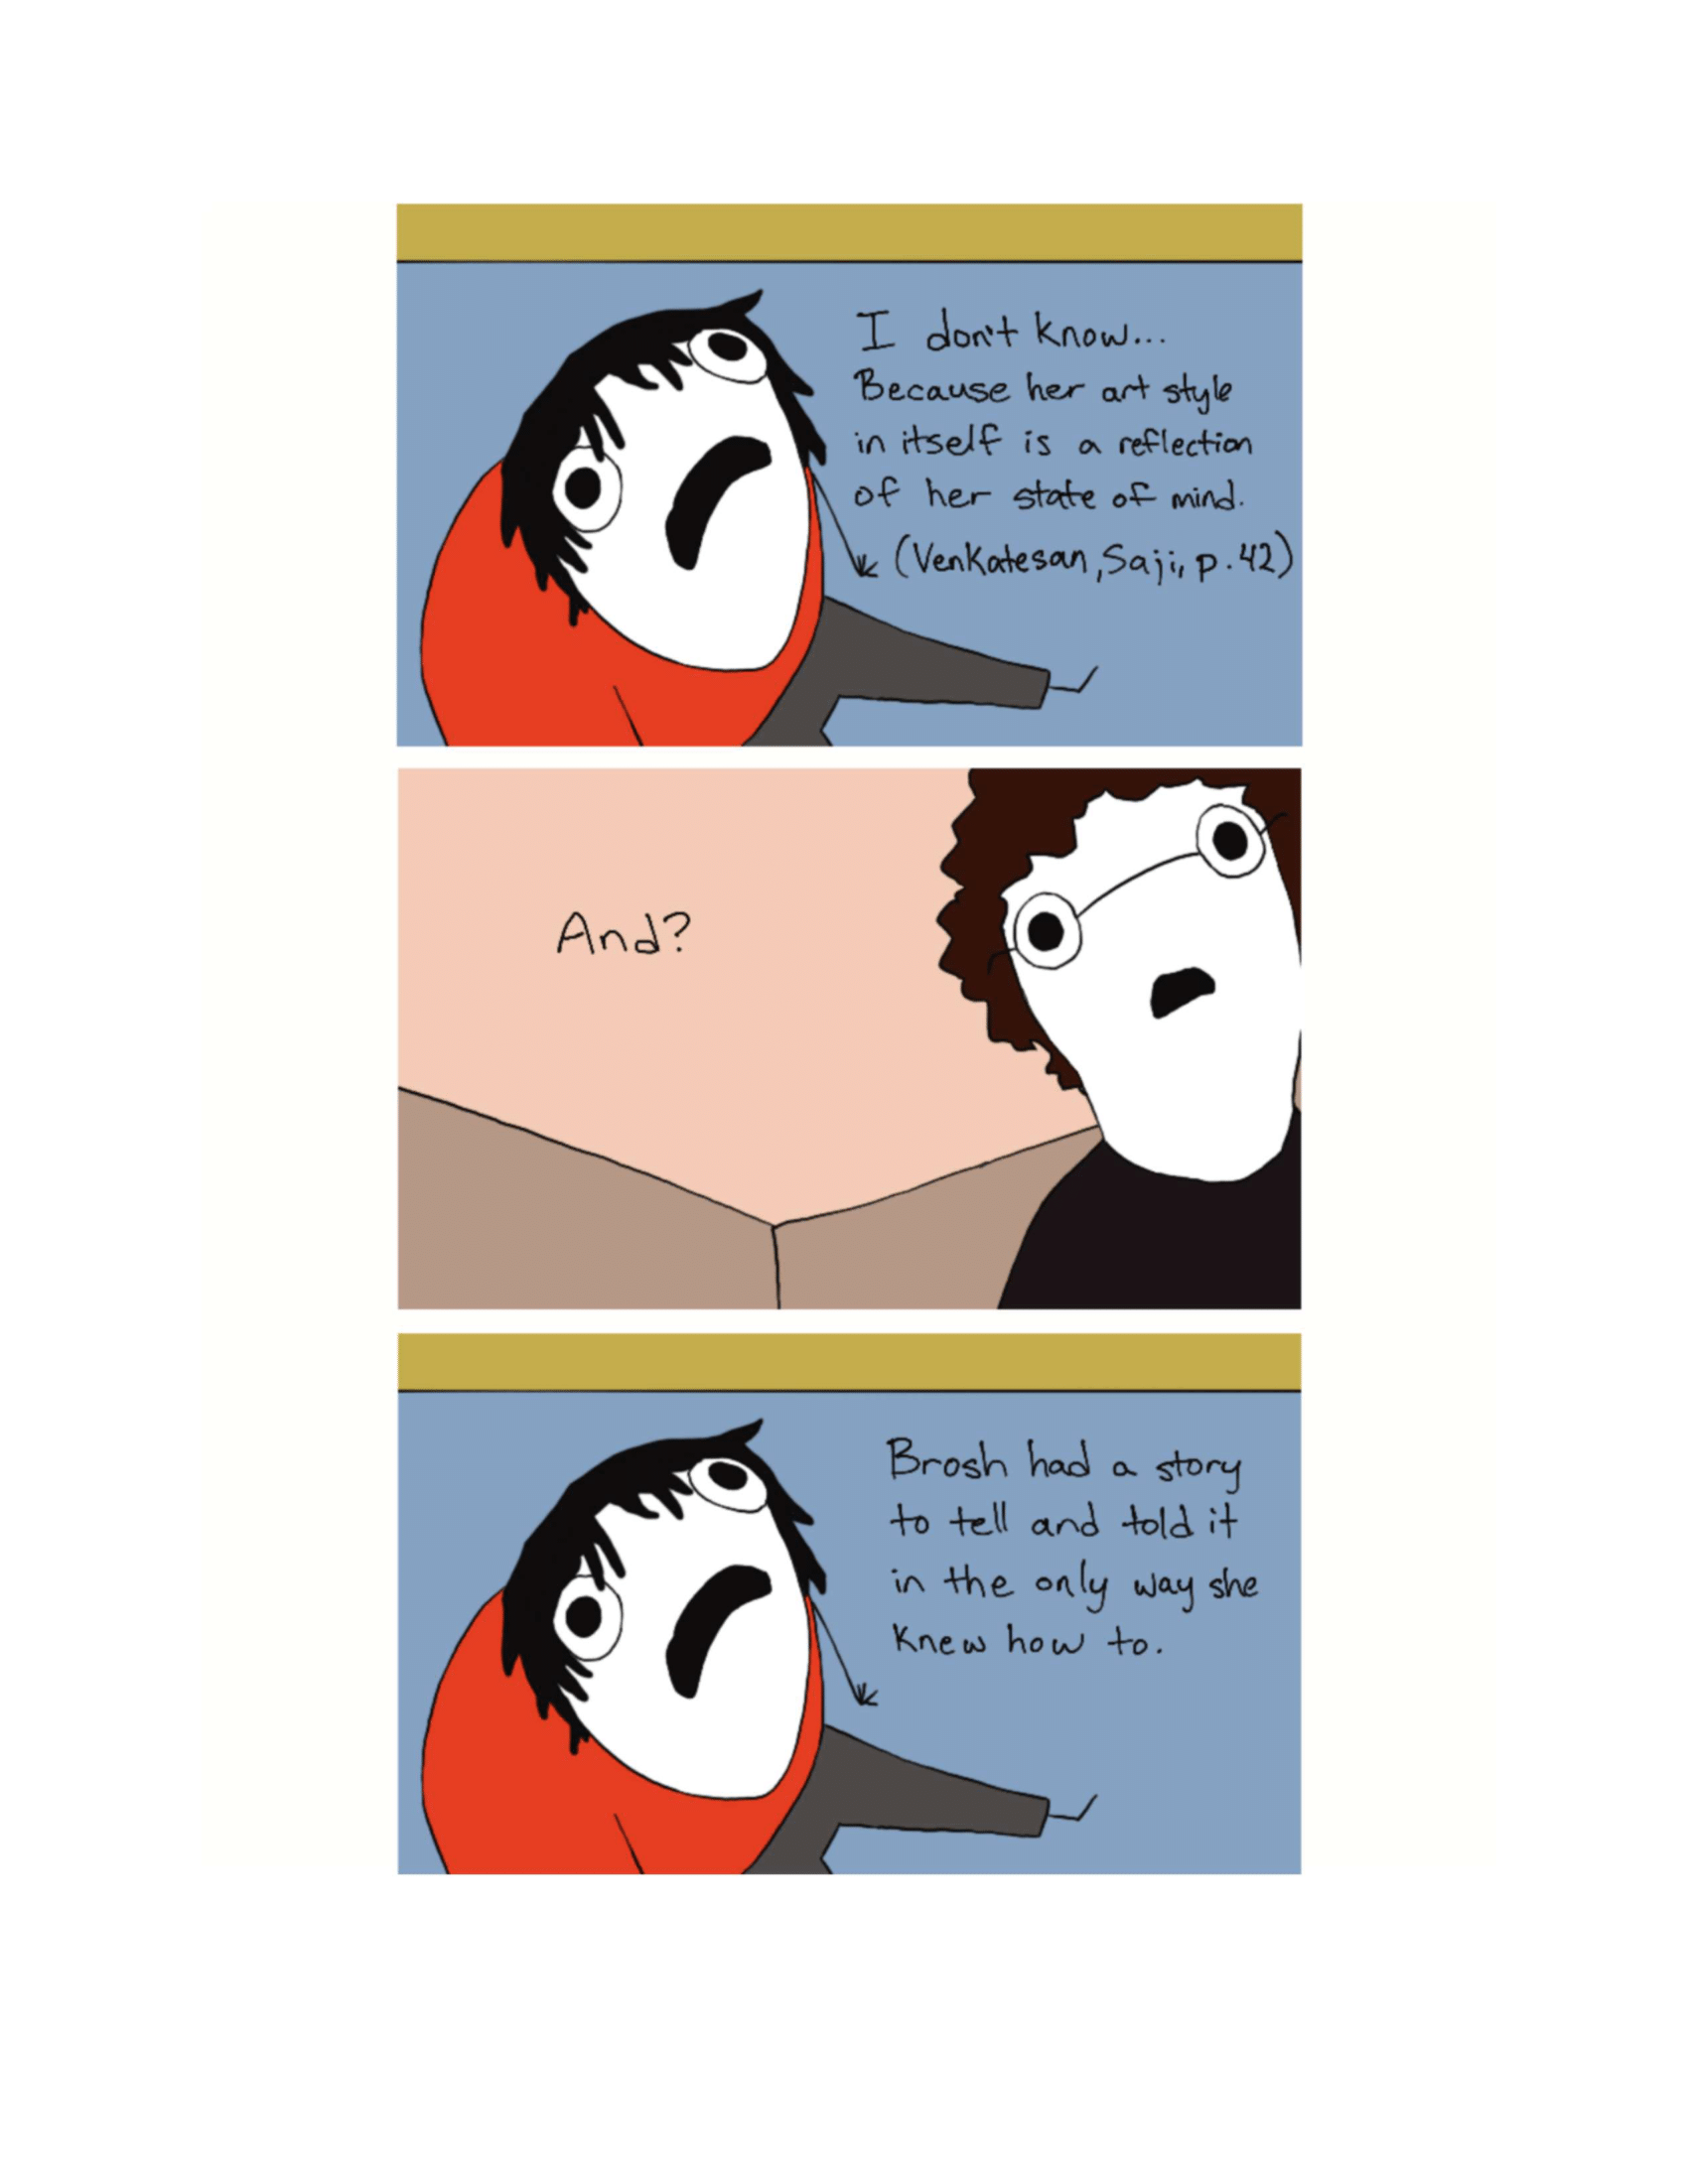 I don't know...
Because her art style
in itself is a reflection
of her state of mind.
(Venkatesan, Saji, p. 42)
And?
Brosh had a story
to tell and told it
in the only way she
knew how to.